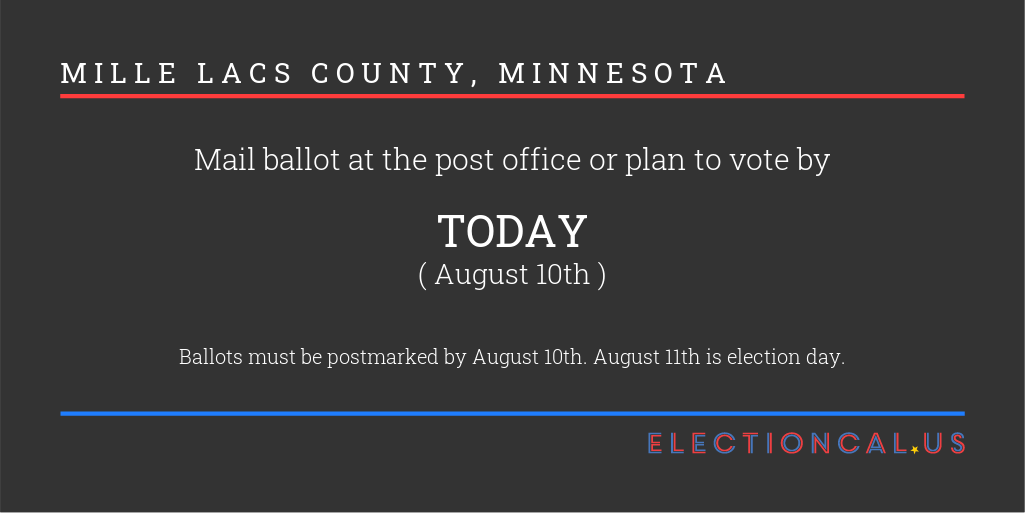 MILLE LACS COUNTY, MINNESOTA
Mail ballot at the post office or plan to vote by
TODAY
( August 10th )
Ballots must be postmarked by August 10th. August 11th is election day.
ELECTIONCAL.US